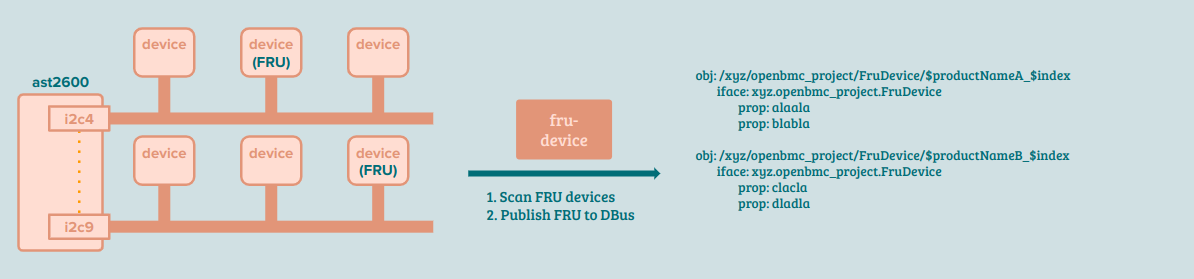 device
device
(FRU)
device
ast2600
i2c4
device
device
device
(FRU)
i2c9
fru-
device
1. Scan FRU devices
2. Publish FRU to DBus
obj: /xyz/openbmc_project/FruDevice/$productNameA_$index
iface: xyz.openbmc_project.FruDevice
prop: alaala
prop: blabla
obj: /xyz/openbmc_project/FruDevice/$productNameB_$index
iface: xyz.openbmc_project.FruDevice
prop: clacla
prop: dladla